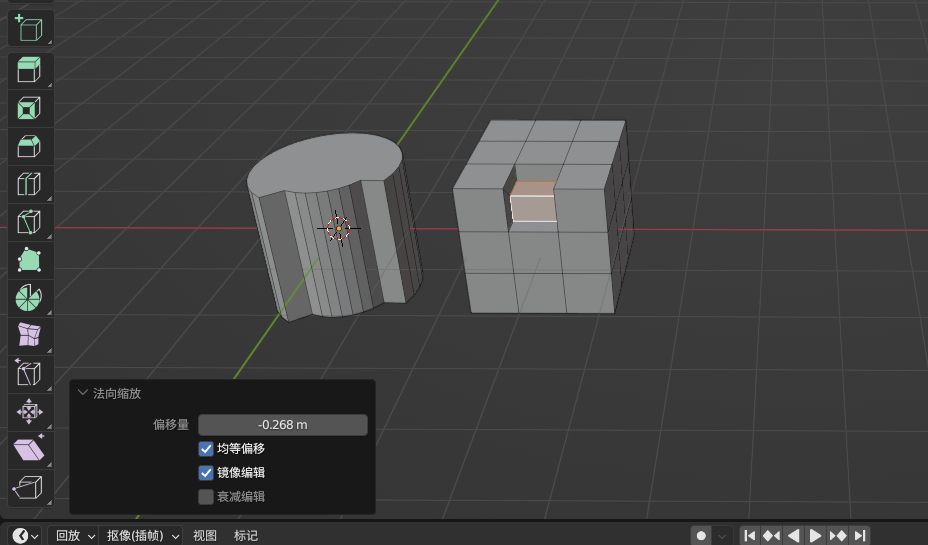 法向缩放
偏移量 -0.268 m
均等偏移
镜像编辑
衰减编辑
回放 抠像(插帧) 视图 标记